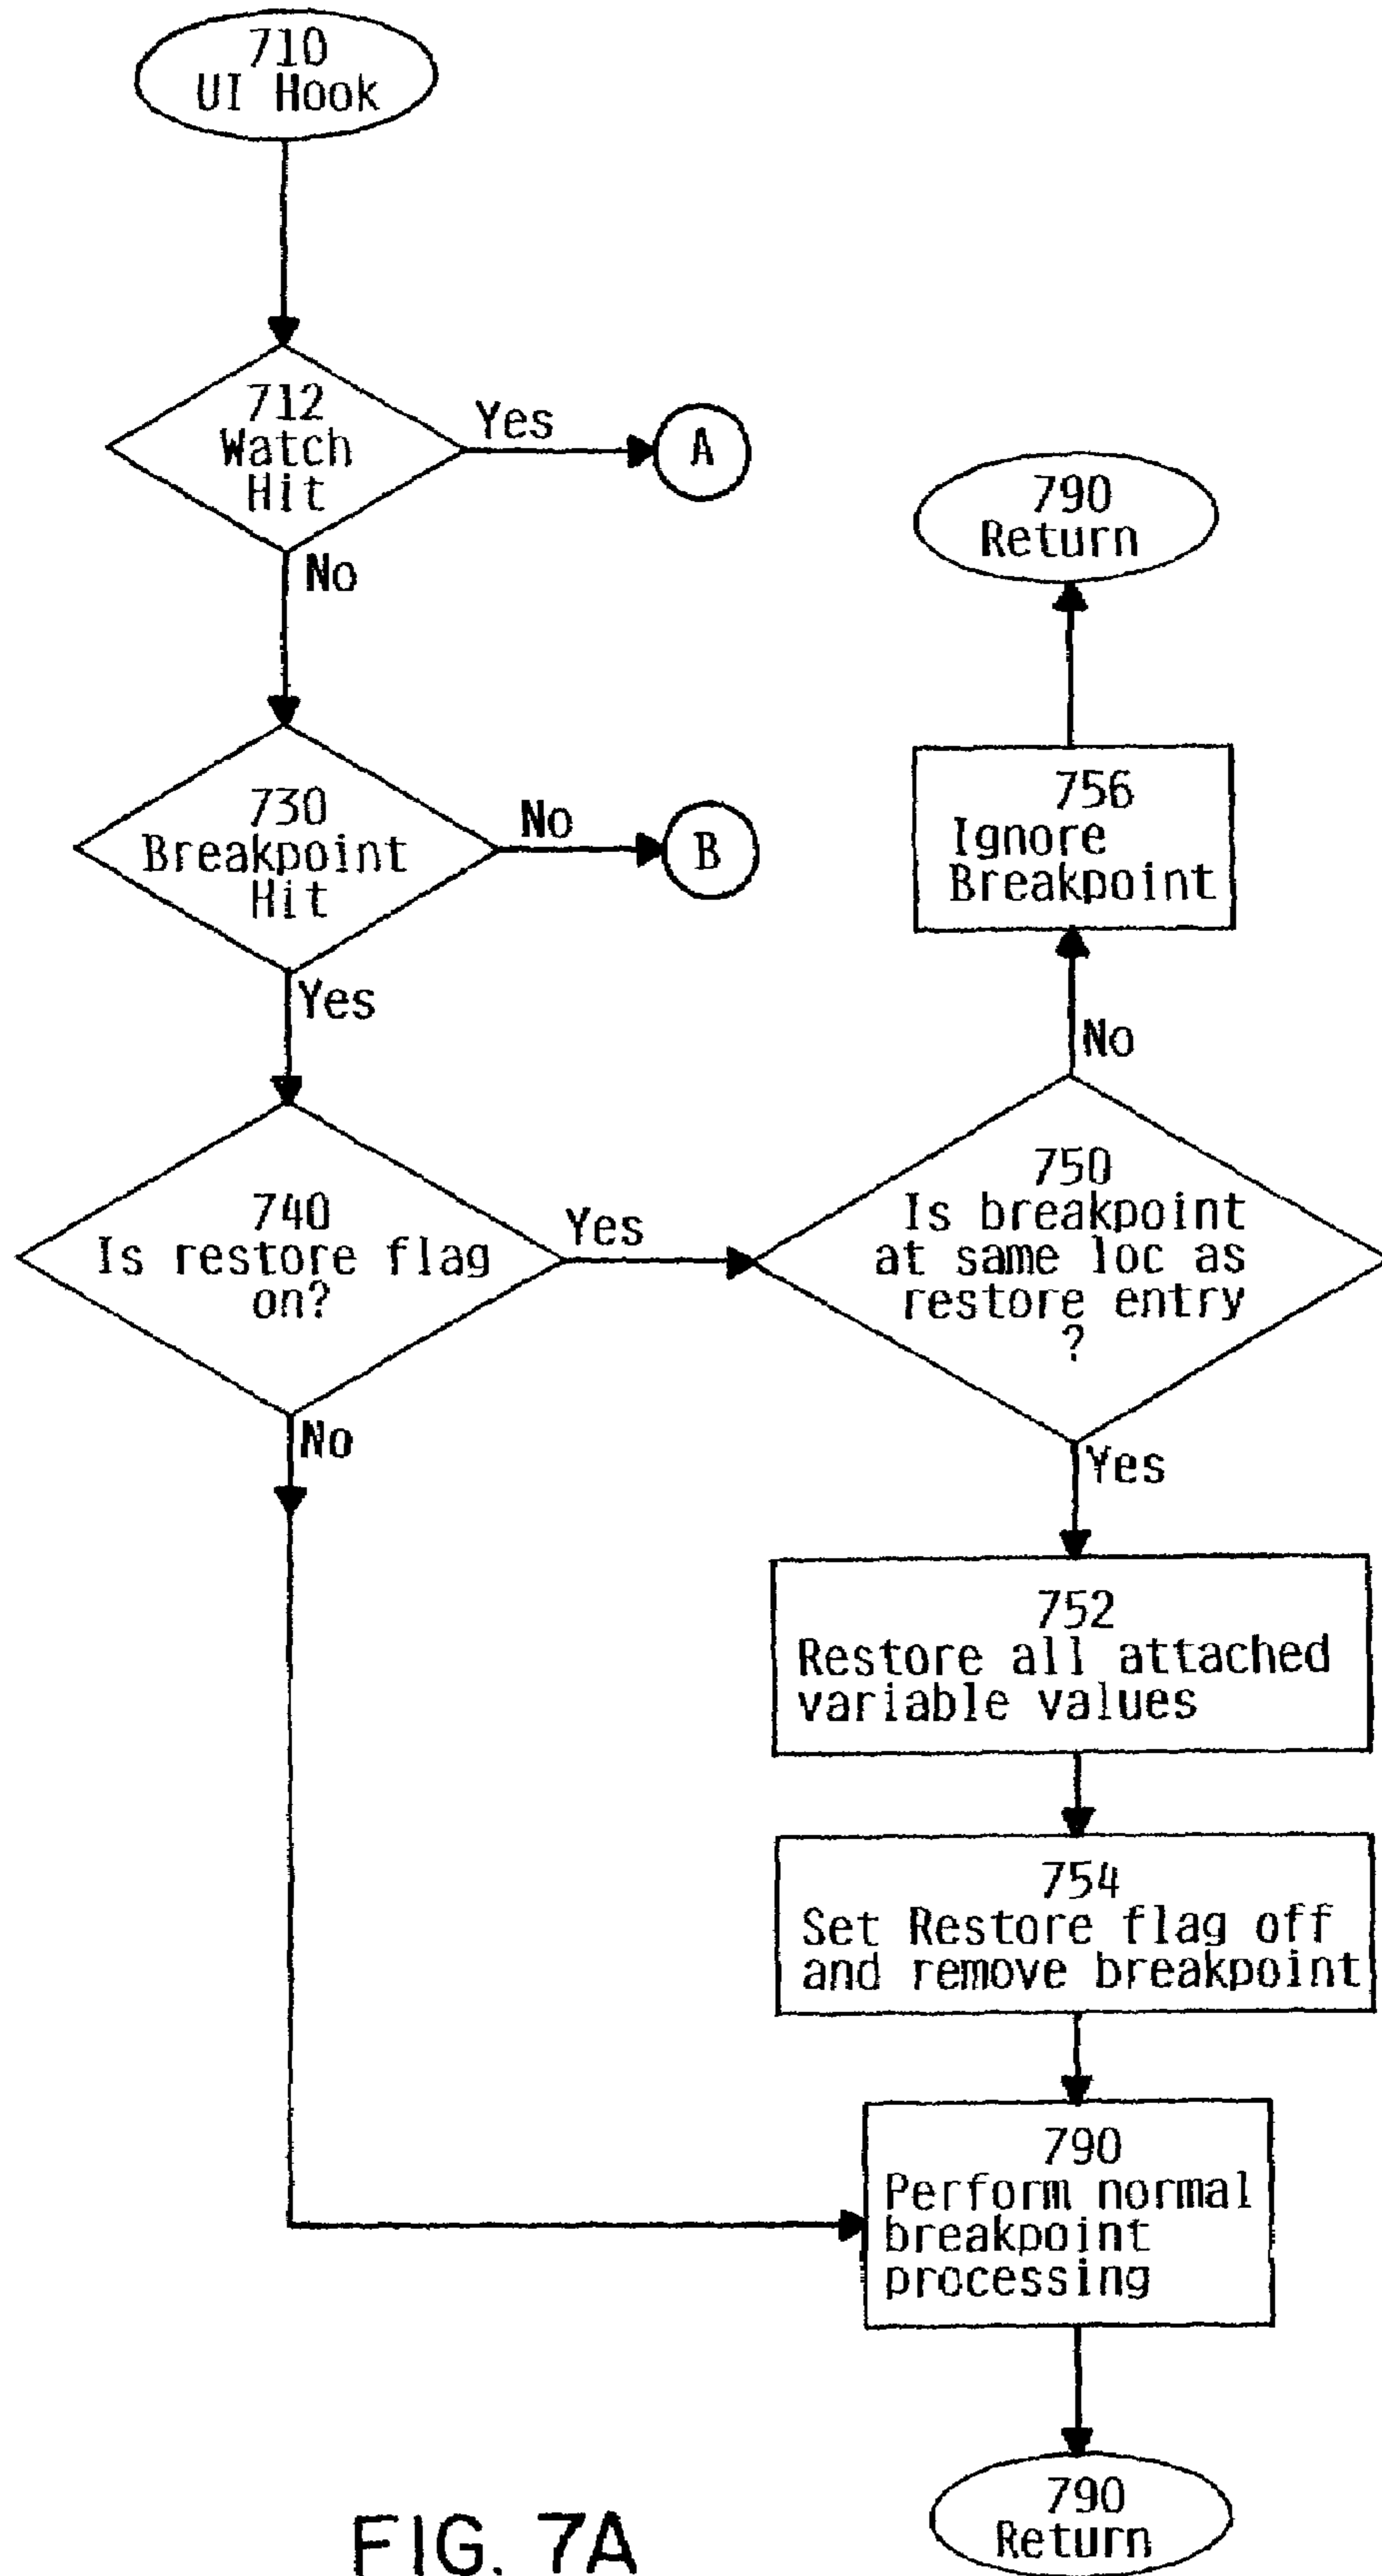 710
UI Hook
712
Watch
Hit
Yes
A
No
730
Breakpoint
Hit
No
B
Yes
740
Is restore flag
on?
Yes
No
750
Is breakpoint
at same loc as
restore entry
?
No
756
Ignore
Breakpoint
790
Return
Yes
752
Restore all attached
variable values
754
Set Restore flag off
and remove breakpoint
790
Perform normal
breakpoint
processing
790
Return
FIG. 7A